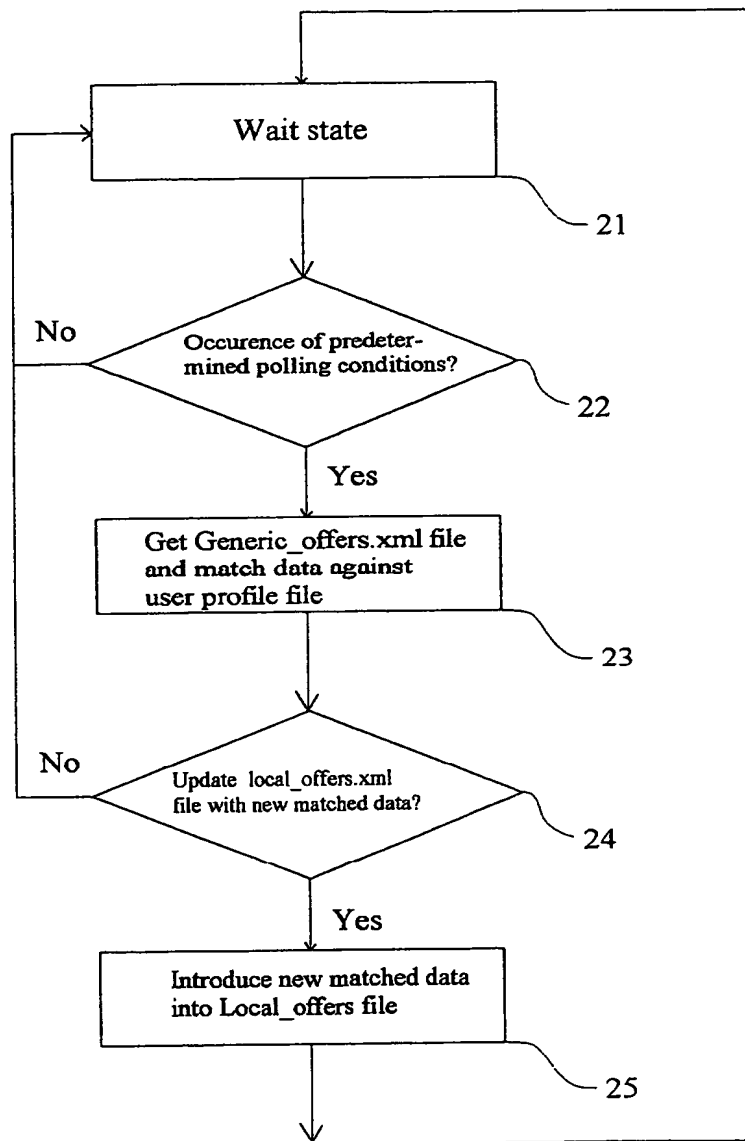 Wait state
21
No
Occurence of predeter-
mined polling conditions?
22
Yes
Get Generic_offers.xml file
and match data against
user profile file
23
No
Update local_offers.xml
file with new matched data?
24
Yes
Introduce new matched data
into Local_offers file
25